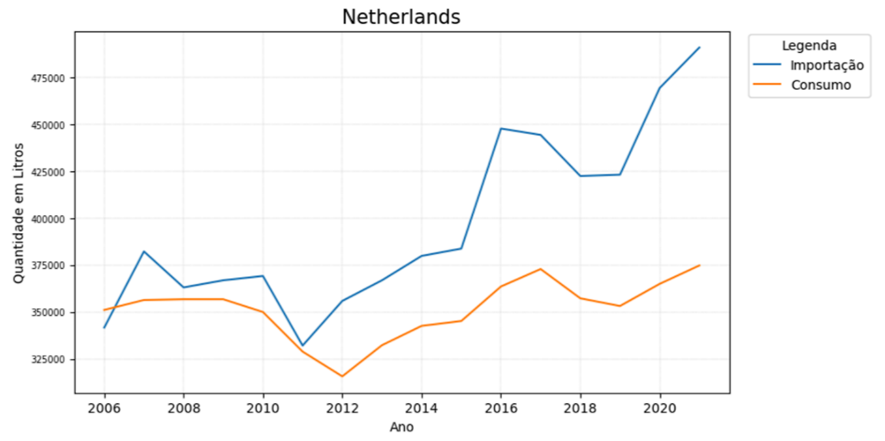 Netherlands
Legenda
Importação
Consumo
Quantidade em Litros
475000
450000
425000
400000
375000
350000
325000
2006 2008 2010 2012 2014 2016 2018 2020
Ano